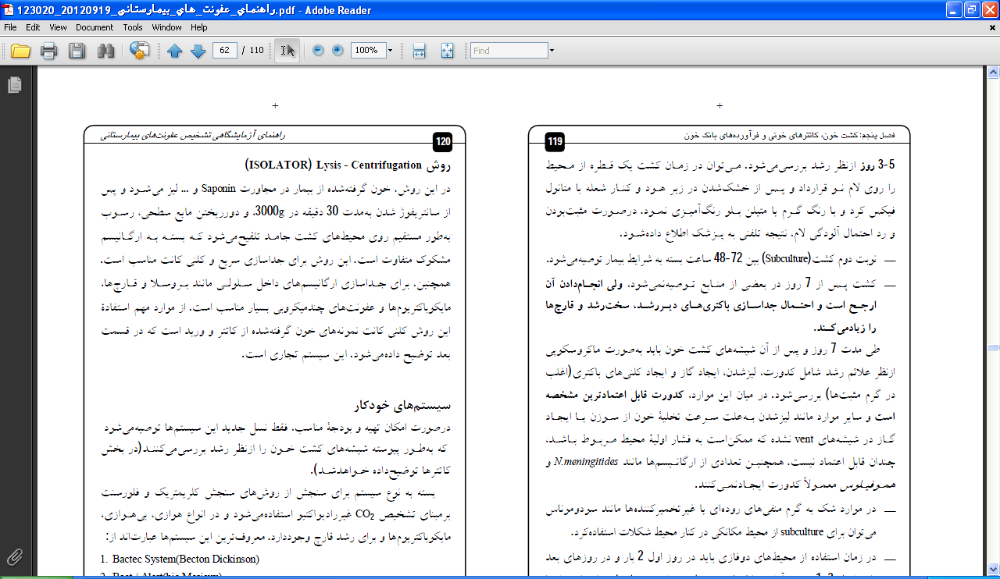 123020_20120919_راهنماي_عفونت_هاي_بيمارستاني.pdf - Adobe Reader
File Edit View Document Tools Window Help
62 / 110 100% Find
فصل پنجم: کشت خون، کاتترهای خونی و فرآورده‌های بانک خون
119
3-5 روز ازنظر رشد بررسی‌می‌شود. می‌توان در زمان کشت یک قطره از محیط
را روی لام نو قرارداد و پس از خشک‌شدن در زیر هود و کنار شعله با متانول
فیکس کرد و با رنگ گرم یا متیلن بلو رنگ‌آمیزی نمود. درصورت مثبت‌بودن
و رد احتمال آلودگی لام، نتیجه تلفنی به پزشک اطلاع داده‌شود.
— نوبت دوم کشت(Subculture) بین 72-48 ساعت بسته به شرایط بیمار توصیه‌می‌شود.
— کشت پس از 7 روز در بعضی از منابع توصیه‌نمی‌شود، ولی انجام‌دادن آن
ارجح است و احتمال جداسازی باکتری‌های دیررشد، سخت‌رشد و قارچ‌ها
را زیادمی‌کند.
طی مدت 7 روز و پس از آن شیشه‌های کشت خون باید به‌صورت ماکروسکوپی
ازنظر علائم رشد شامل کدورت، لیزشدن، ایجاد گاز و ایجاد کلنی‌های باکتری(اغلب
در گرم مثبت‌ها) بررسی‌شود. در میان این موارد، کدورت قابل اعتمادترین مشخصه
است و سایر موارد مانند لیزشدن به‌علت سرعت تخلیهٔ خون از سوزن یا ایجاد
گاز در شیشه‌های vent نشده که ممکن‌است به فشار اولیهٔ محیط مربوط باشد،
چندان قابل اعتماد نیست. همچنین تعدادی از ارگانیسم‌ها مانند N.meningitides و
هموفیلوس معمولاً کدورت ایجادنمی‌کنند.
— در موارد شک به گرم منفی‌های روده‌ای یا غیرتخمیرکننده‌ها مانند سودوموناس
می‌توان برای subculture از محیط مکانکی در کنار محیط شکلات استفاده‌کرد.
— در زمان استفاده از محیط‌های دوفازی باید در روز اول 2 بار و در روزهای بعد
راهنمای آزمایشگاهی تشخیص عفونت‌های بیمارستانی
120
روش Lysis - Centrifugation (ISOLATOR)
در این روش، خون گرفته‌شده از بیمار در مجاورت Saponin و ... لیز می‌شود و پس
از سانتریفوژ شدن به‌مدت 30 دقیقه در 3000g، و دورریختن مایع سطحی، رسوب
به‌طور مستقیم روی محیط‌های کشت جامد تلقیح‌می‌شود که بسته به ارگانیسم
مشکوک متفاوت است. این روش برای جداسازی سریع و کلنی کانت مناسب است.
همچنین، برای جداسازی ارگانیسم‌های داخل سلولی مانند بروسلا و قارچ‌ها،
مایکوباکتریوم‌ها و عفونت‌های چندمیکروبی بسیار مناسب است. از موارد مهم استفادهٔ
این روش کلنی کانت نمونه‌های خون گرفته‌شده از کاتتر و ورید است که در قسمت
بعد توضیح داده‌می‌شود. این سیستم تجاری است.
سیستم‌های خودکار
درصورت امکان تهیه و بودجهٔ مناسب، فقط نسل جدید این سیستم‌ها توصیه‌می‌شود
که به‌طور پیوسته شیشه‌های کشت خون را ازنظر رشد بررسی‌می‌کنند(در بخش
کاتترها توضیح‌داده خواهدشد).
بسته به نوع سیستم برای سنجش از روش‌های سنجش کلریمتریک و فلورسنت
برمبنای تشخیص CO2 غیررادیواکتیو استفاده‌می‌شود و در انواع هوازی، بی‌هوازی،
مایکوباکتریوم‌ها و برای رشد قارچ وجوددارد. معروف‌ترین این سیستم‌ها عبارت‌اند از:
1. Bactec System(Becton Dickinson)